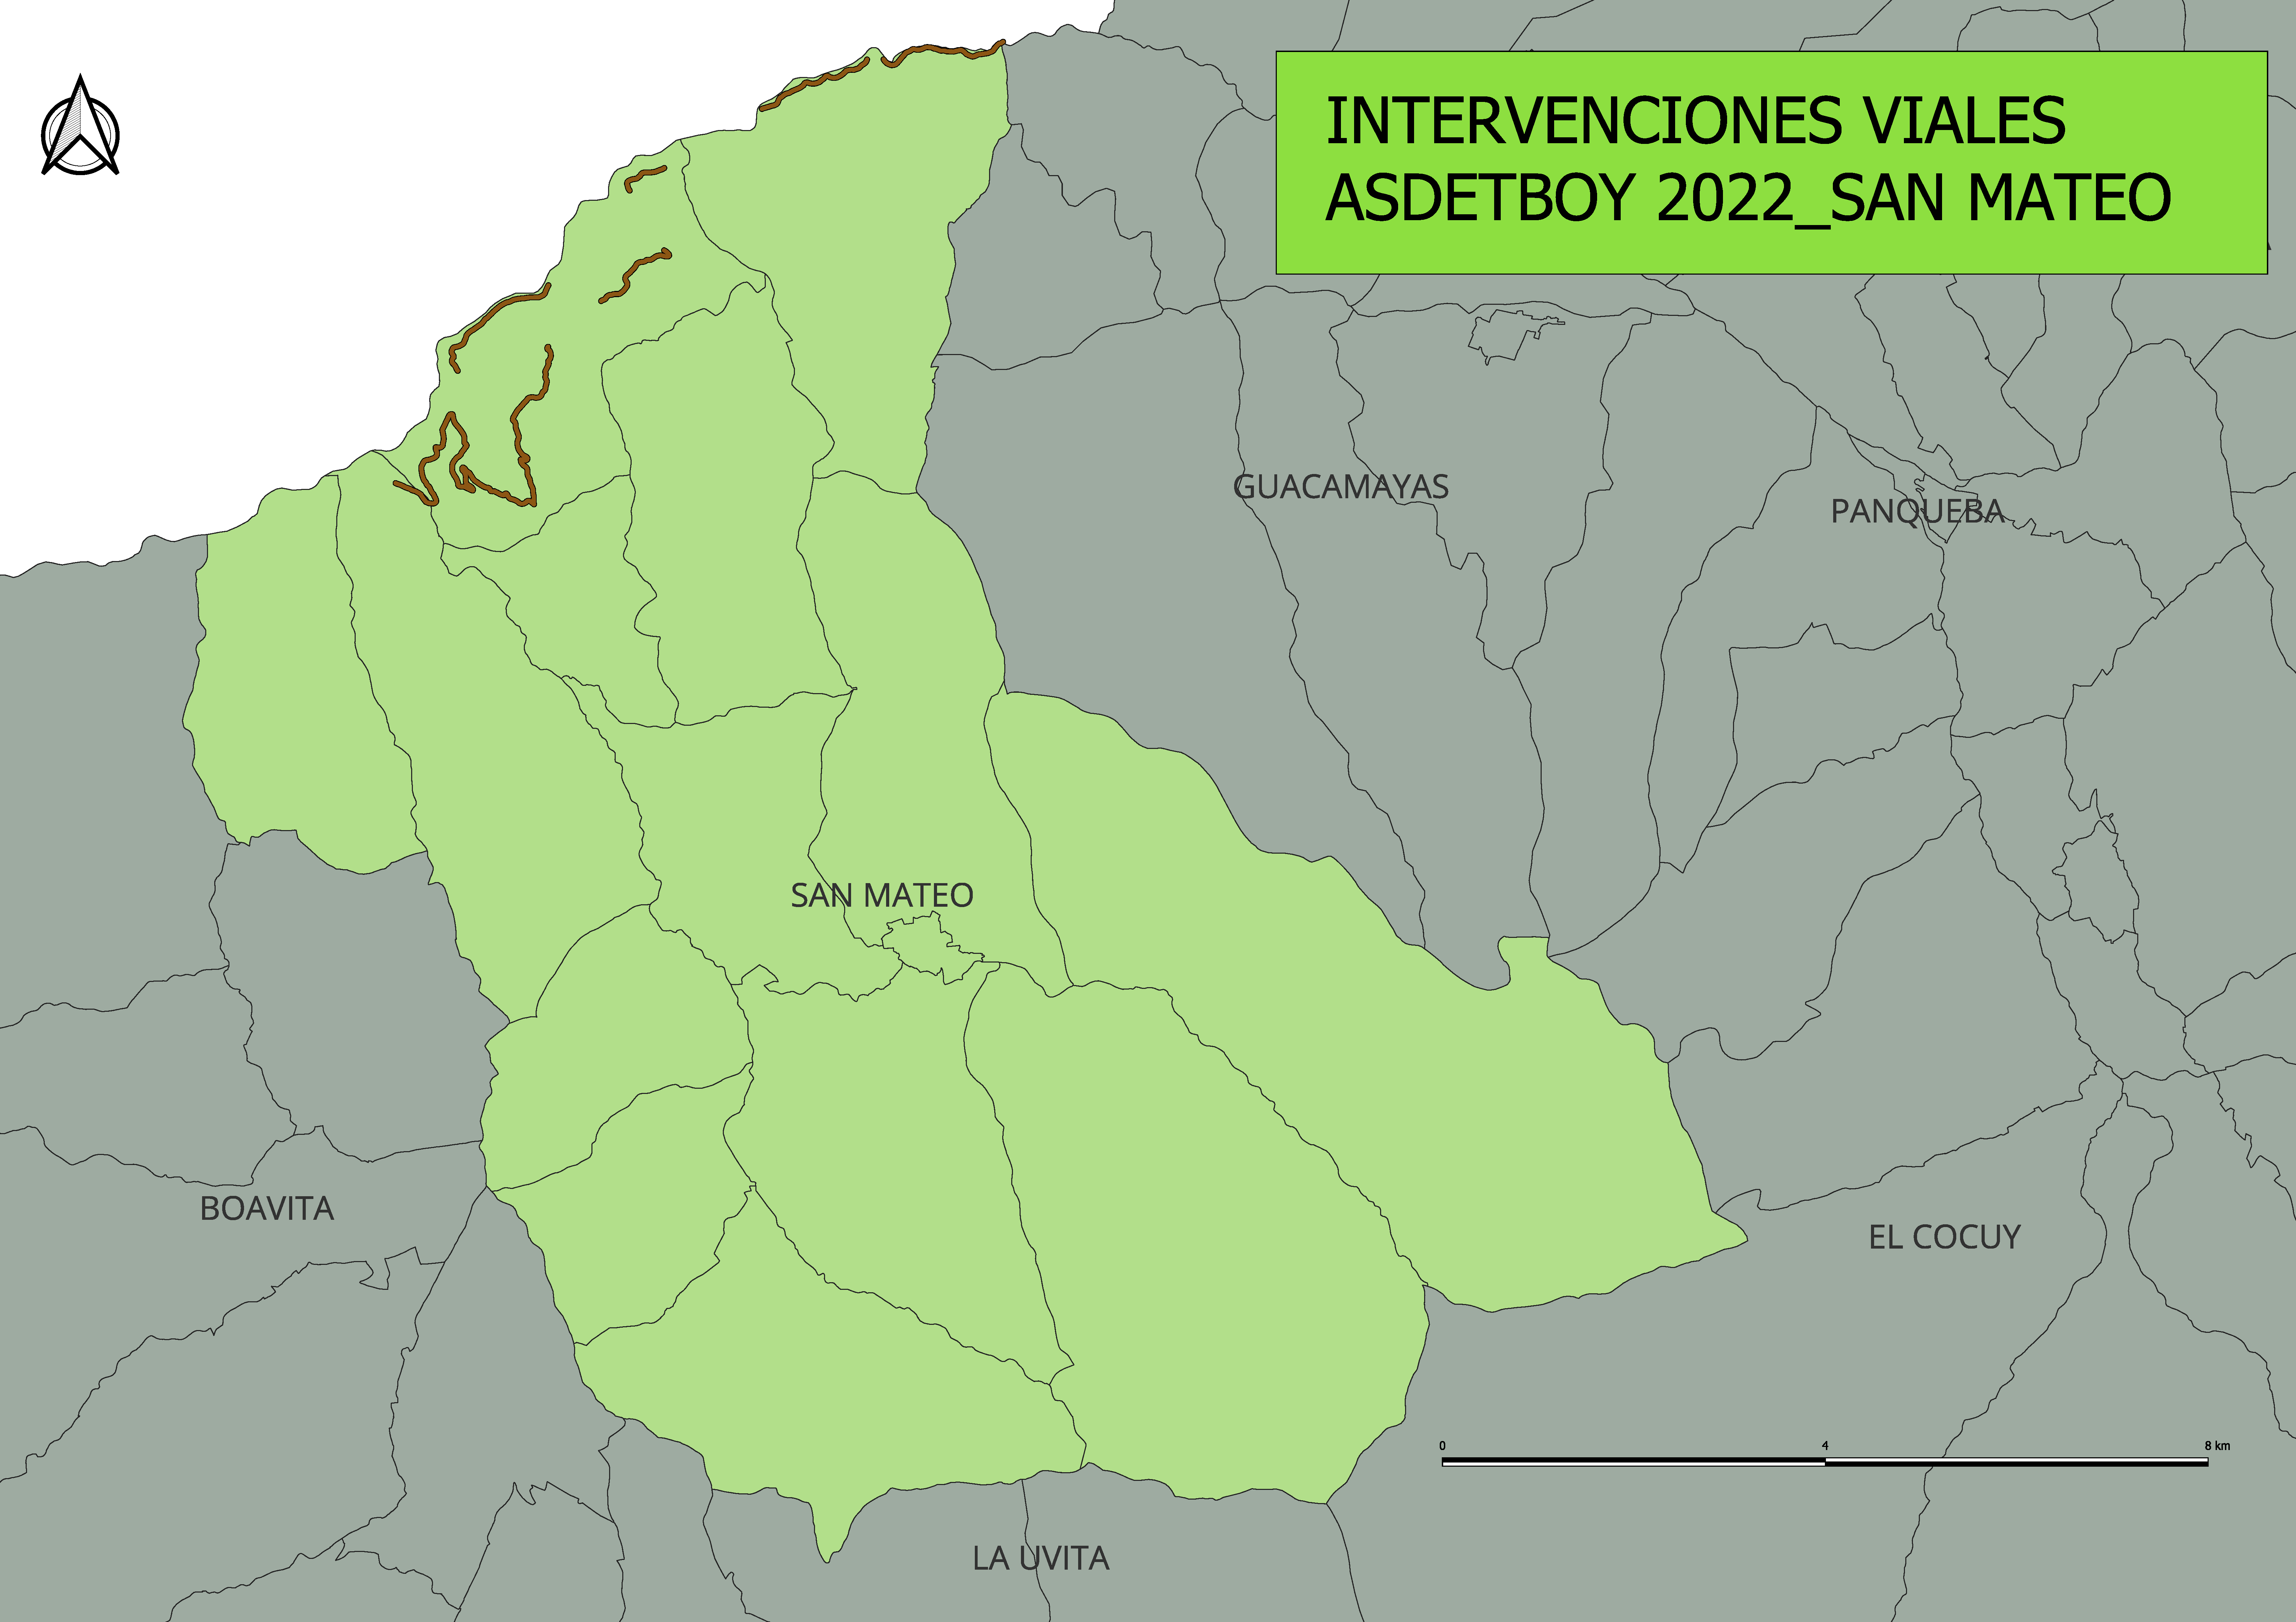 INTERVENCIONES VIALES
ASDETBOY 2022_SAN MATEO
GUACAMAYAS
PANQUEBA
SAN MATEO
BOAVITA
EL COCUY
0 4 8 km
LA UVITA